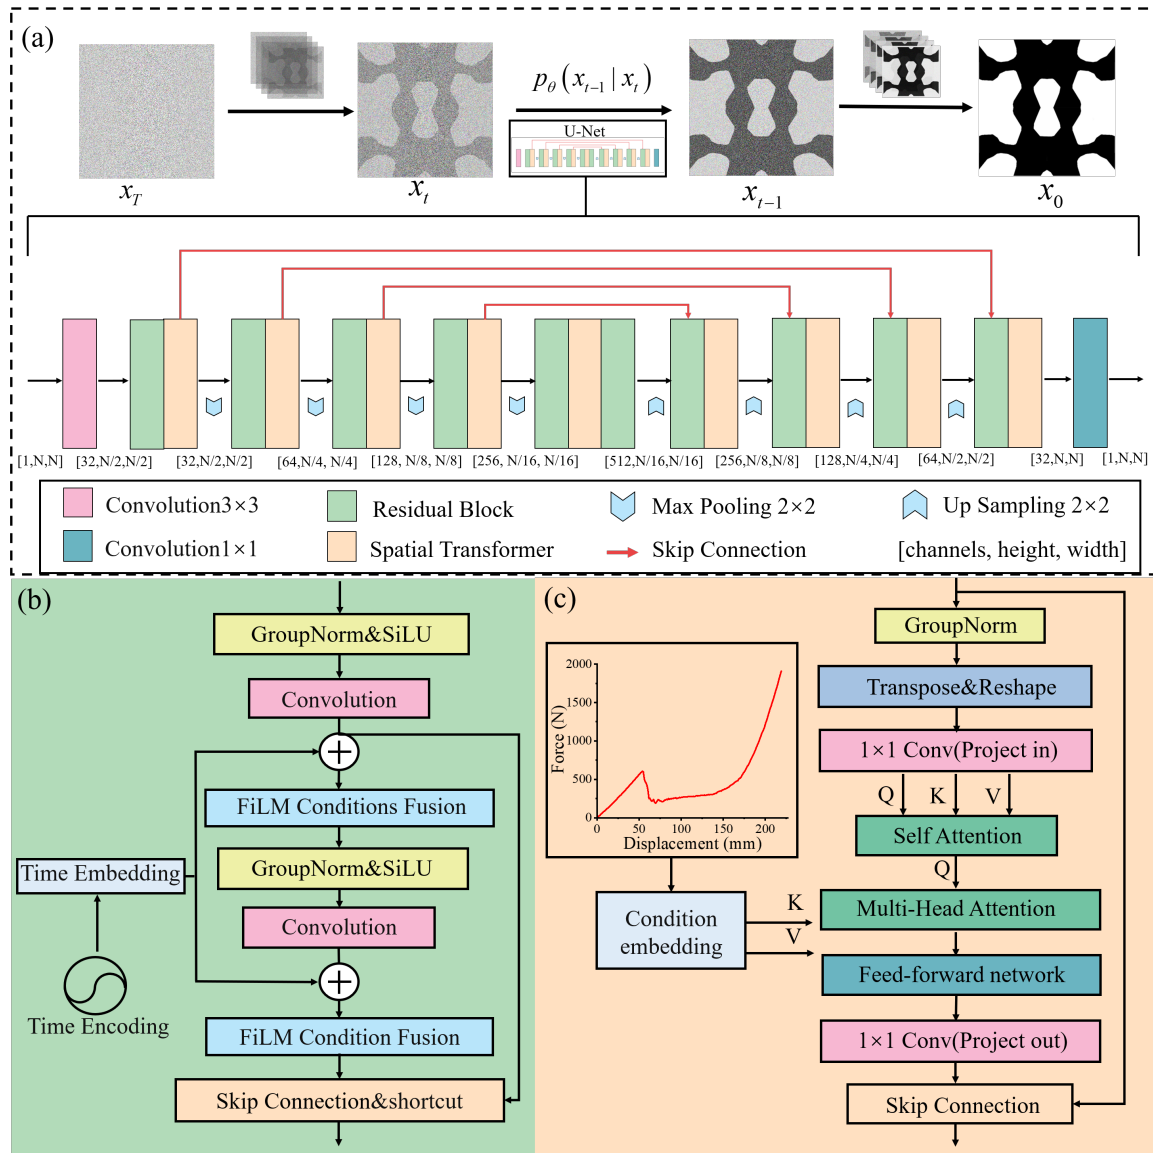 (a)
p_θ(x_{t−1} | x_t)
U-Net
x_T
x_t
x_{t−1}
x_0
[1,N,N]
[32,N/2,N/2]
[32,N/2,N/2]
[64,N/4, N/4]
[128, N/8, N/8]
[256, N/16, N/16]
[512,N/16,N/16]
[256,N/8,N/8]
[128,N/4,N/4]
[64,N/2,N/2]
[32,N,N]
[1,N,N]
Convolution3×3
Residual Block
Max Pooling 2×2
Up Sampling 2×2
Convolution1×1
Spatial Transformer
Skip Connection
[channels, height, width]
(b)
GroupNorm&SiLU
Convolution
FiLM Conditions Fusion
GroupNorm&SiLU
Time Embedding
Convolution
Time Encoding
FiLM Condition Fusion
Skip Connection&shortcut
(c)
GroupNorm
Transpose&Reshape
1×1 Conv(Project in)
Q
K
V
Self Attention
Q
Multi-Head Attention
Feed-forward network
1×1 Conv(Project out)
Skip Connection
Force (N)
2000
1500
1000
500
0
0
50
100
150
200
Displacement (mm)
Condition
embedding
K
V